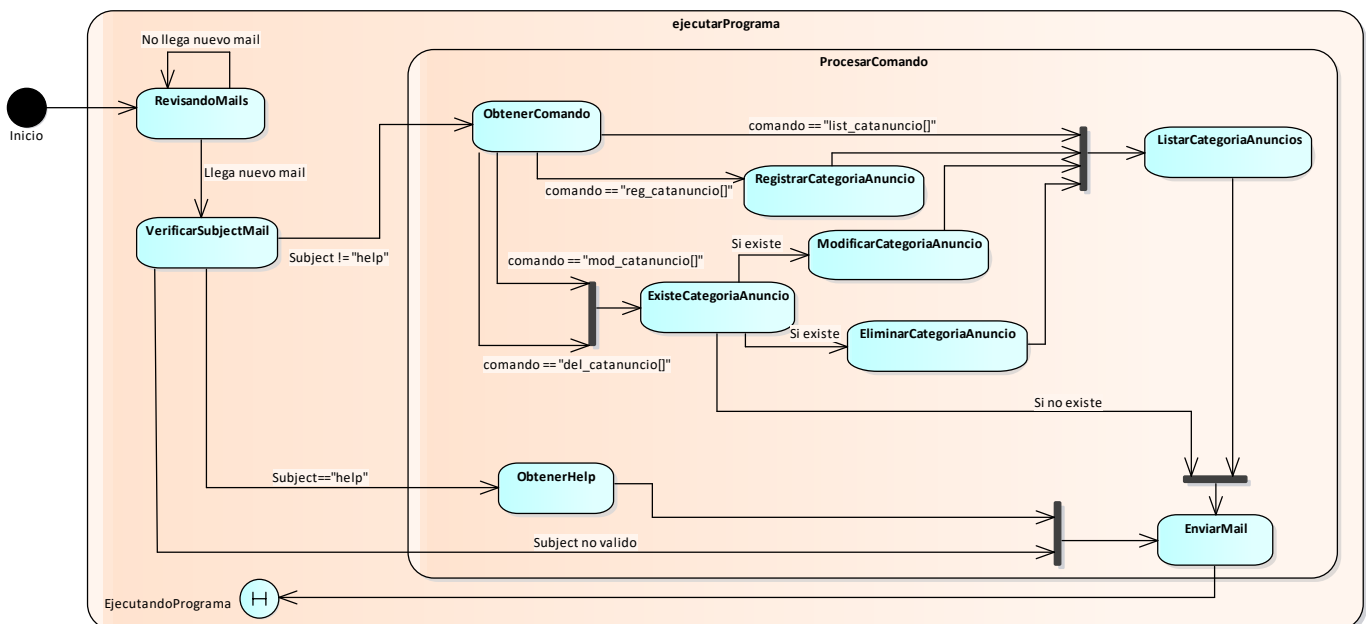 ejecutarPrograma
No llega nuevo mail
ProcesarComando
RevisandoMails
Inicio
ObtenerComando
comando =="list_catanuncio[]"
ListarCategoriaAnuncios
Llega nuevo mail
RegistrarCategoriaAnuncio
comando =="reg_catanuncio[]"
VerificarSubjectMail
Subject !="help"
Si existe
ModificarCategoriaAnuncio
comando =="mod_catanuncio[]"
ExisteCategoriaAnuncio
Si existe
EliminarCategoriaAnuncio
comando =="del_catanuncio[]"
Si no existe
Subject=="help"
ObtenerHelp
EnviarMail
Subject no valido
EjecutandoPrograma
H